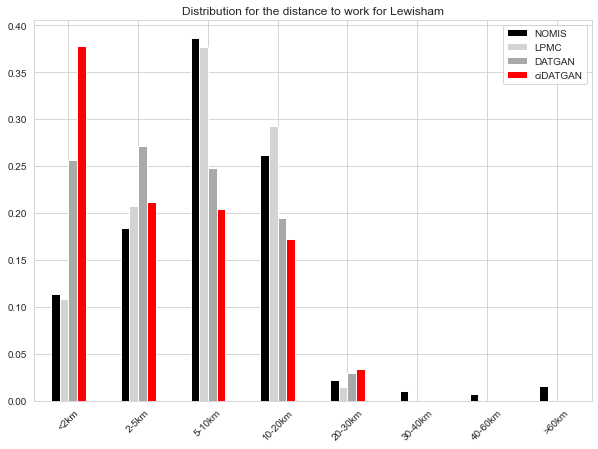 Distribution for the distance to work for Lewisham
NOMIS
LPMC
DATGAN
ciDATGAN
0.40
0.35
0.30
0.25
0.20
0.15
0.10
0.05
0.00
<2km
2-5km
5-10km
10-20km
20-30km
30-40km
40-60km
>60km